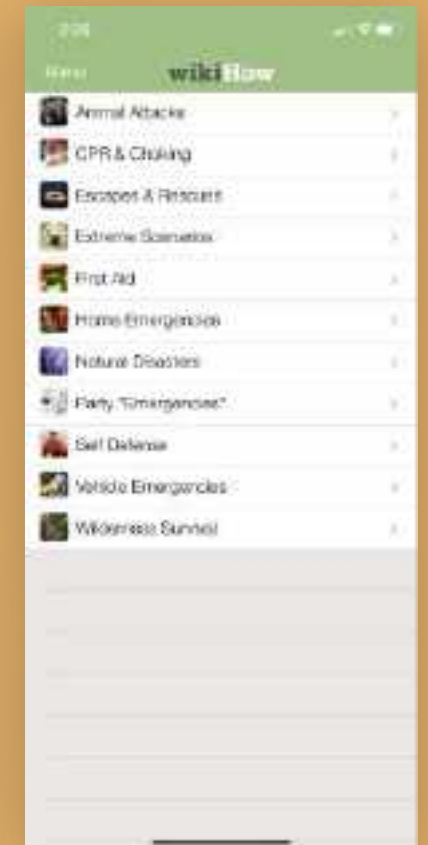 Menu
wikiHow
Animal Attacks
CPR & Choking
Escapes & Rescues
Extreme Scenarios
First Aid
Home Emergencies
Natural Disasters
Party "Emergencies"
Self Defense
Vehicle Emergencies
Wilderness Survival